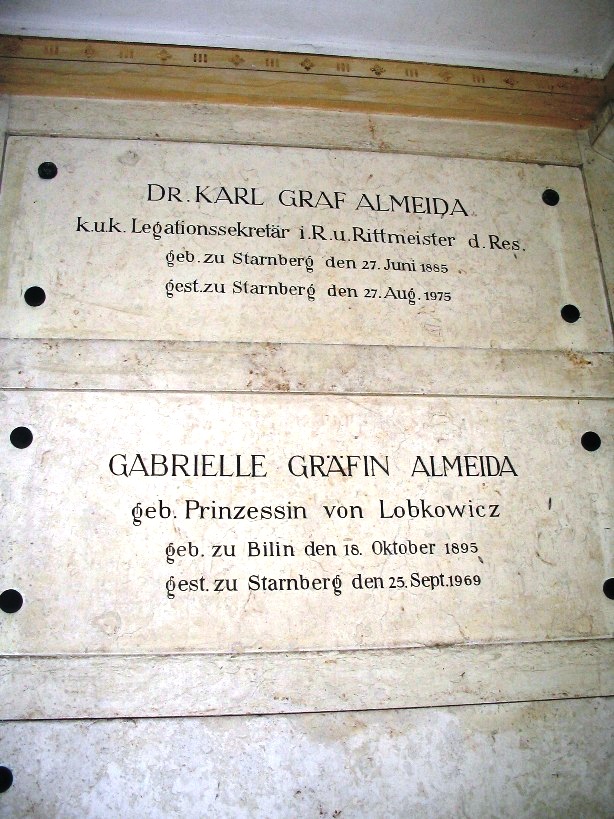 DR. KARL GRAF ALMEIDA
k.u.k. Legationssekretär i.R.u.Rittmeister d. Res.
geb. zu Starnberg den 27. Juni 1885
gest. zu Starnberg den 27. Aug. 1975
GABRIELLE GRÄFIN ALMEIDA
geb. Prinzessin von Lobkowicz
geb. zu Bilin den 18. Oktober 1895
gest. zu Starnberg den 25. Sept. 1969